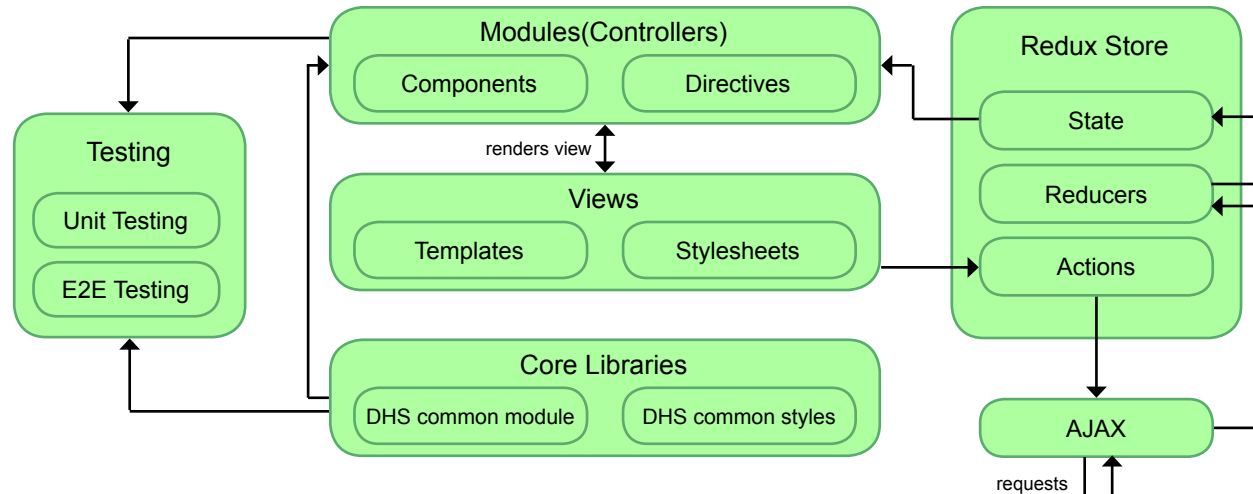 Modules(Controllers)
Components
Directives
Redux Store
State
Reducers
Actions
Testing
Unit Testing
E2E Testing
renders view
Views
Templates
Stylesheets
Core Libraries
DHS common module
DHS common styles
AJAX
requests